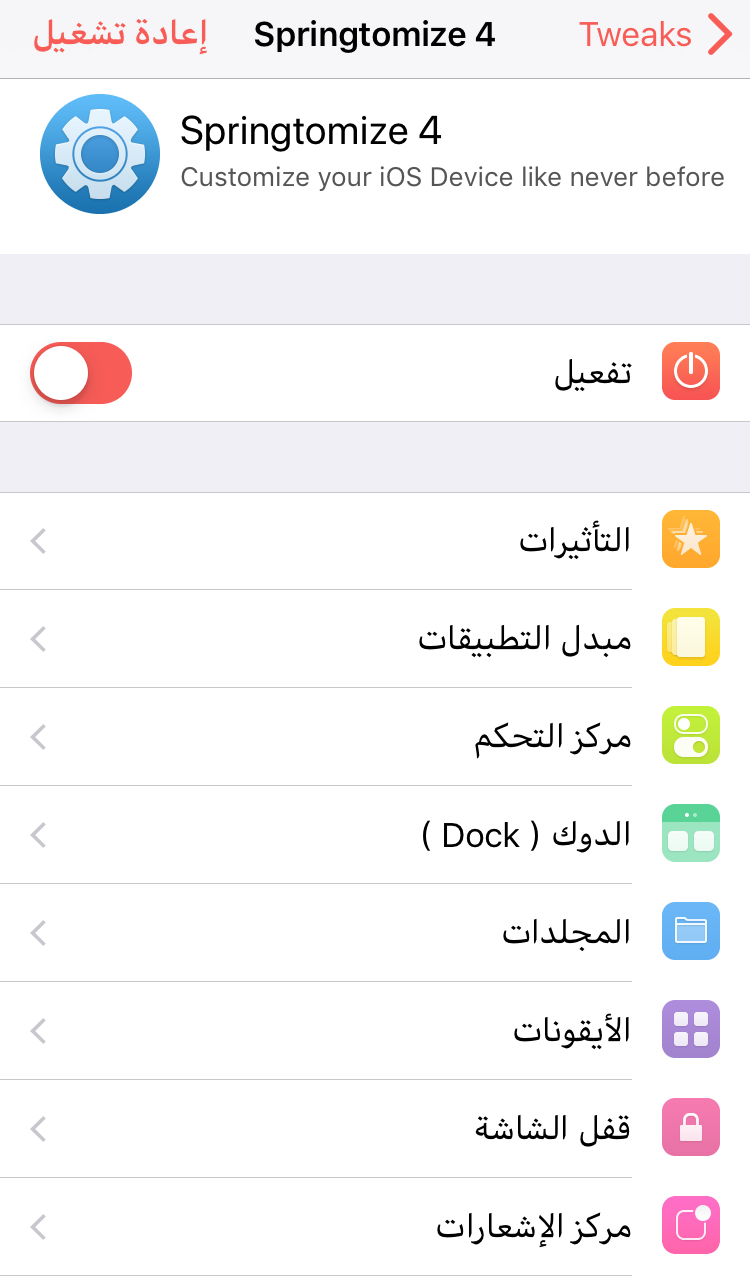 إعادة تشغيل
Springtomize 4
Tweaks
Springtomize 4
Customize your iOS Device like never before
تفعيل
التأثيرات
مبدل التطبيقات
مركز التحكم
الدوك ( Dock )
المجلدات
الأيقونات
قفل الشاشة
مركز الإشعارات